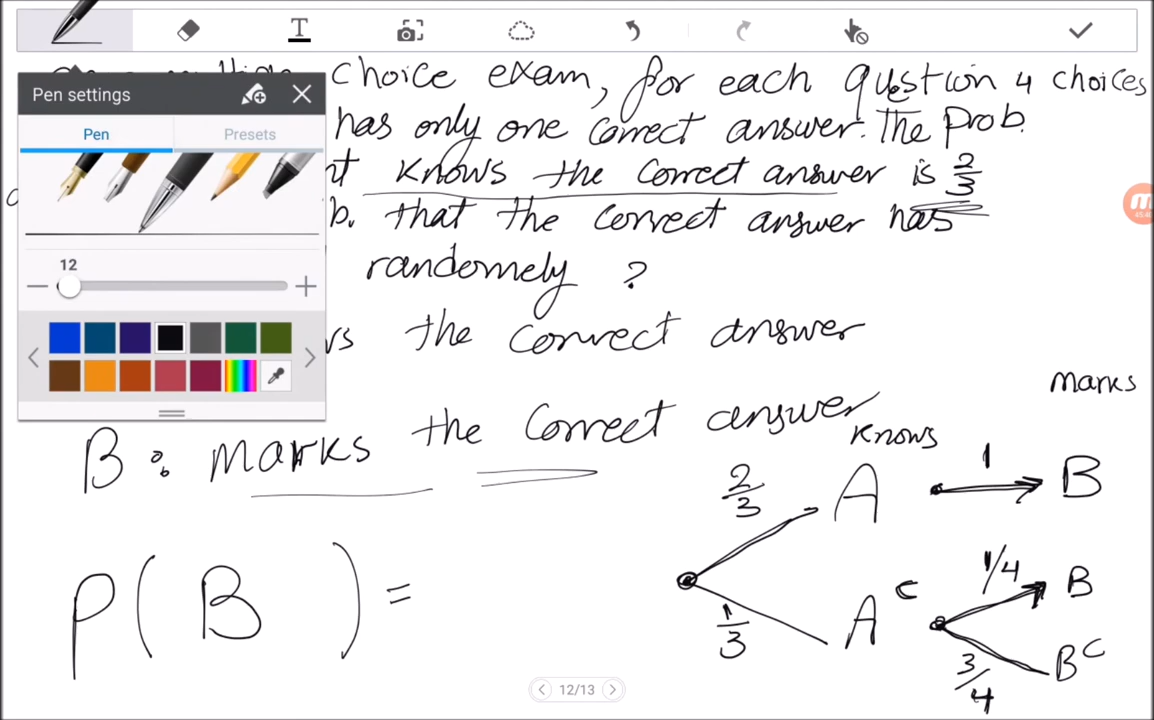 T
Pen settings
Pen
Presets
12
choice exam, for each question 4 choices
has only one correct answer. The prob.
knows the correct answer is 2/3
b. that the correct answer has
randomely ?
the correct answer
B : marks the correct answer
P( B ) =
marks
knows
2/3 A 1 B
1/3 A c 1/4 B
3/4 B c
12/13